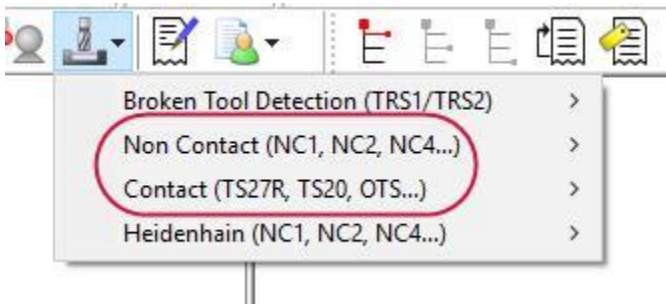 Broken Tool Detection (TRS1/TRS2)
Non Contact (NC1, NC2, NC4...)
Contact (TS27R, TS20, OTS...)
Heidenhain (NC1, NC2, NC4...)